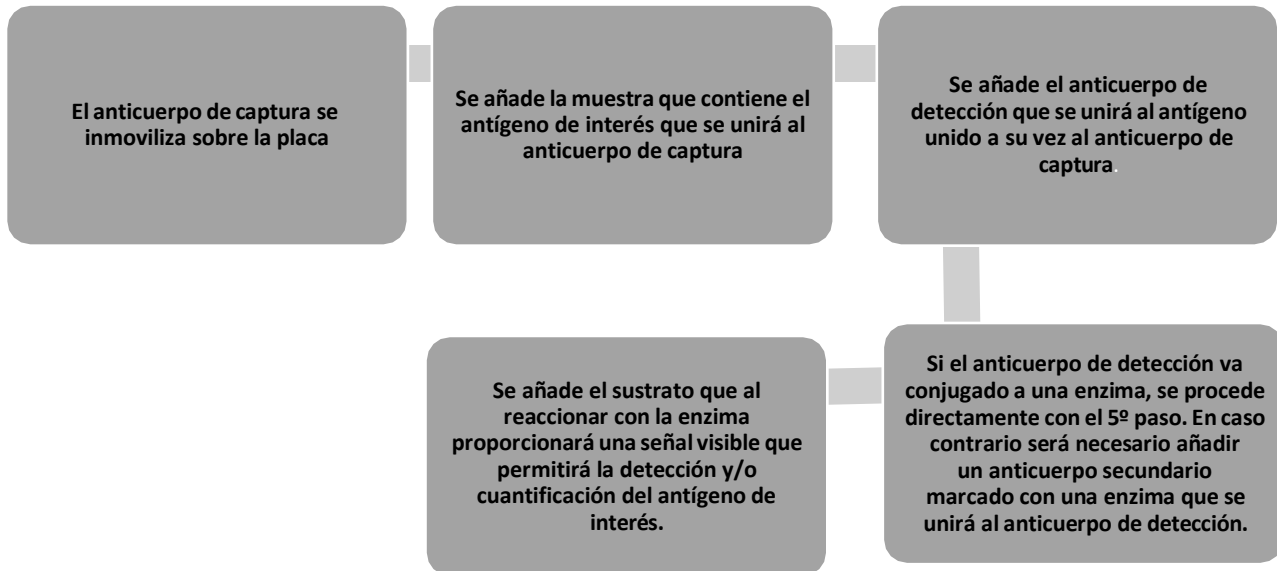 El anticuerpo de captura se
inmoviliza sobre la placa
Se añade la muestra que contiene el
antígeno de interés que se unirá al
anticuerpo de captura
Se añade el anticuerpo de
detección que se unirá al antígeno
unido a su vez al anticuerpo de
captura.
Si el anticuerpo de detección va
conjugado a una enzima, se procede
directamente con el 5º paso. En caso
contrario será necesario añadir
un anticuerpo secundario
marcado con una enzima que se
unirá al anticuerpo de detección.
Se añade el sustrato que al
reaccionar con la enzima
proporcionará una señal visible que
permitirá la detección y/o
cuantificación del antígeno de
interés.